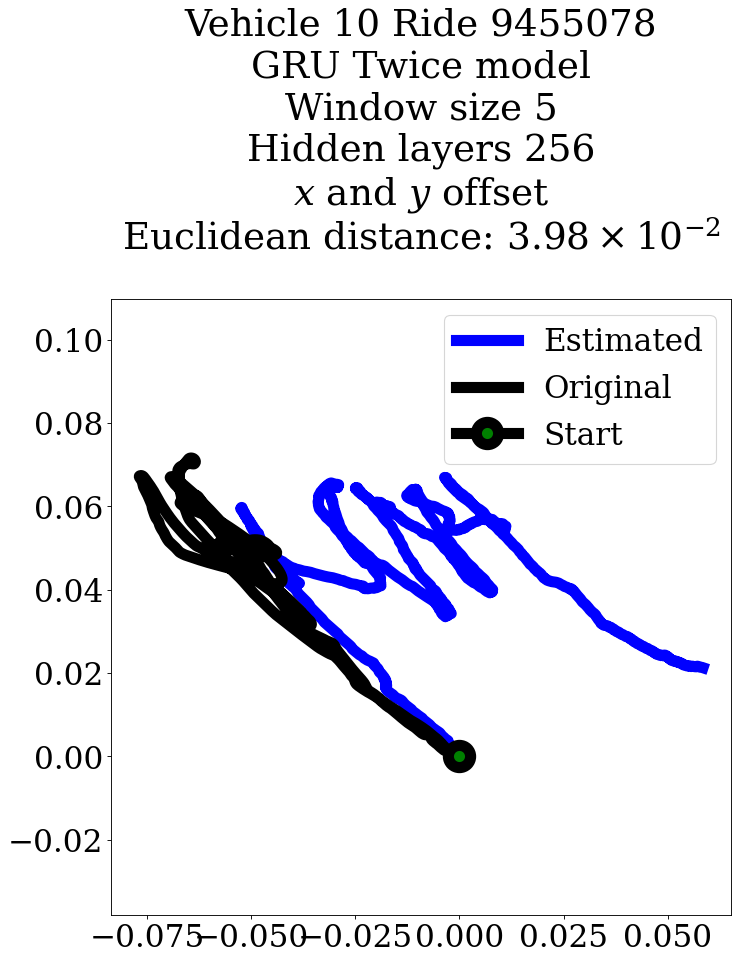 Vehicle 10 Ride 9455078
GRU Twice model
Window size 5
Hidden layers 256
x and y offset
Euclidean distance: 3.98 × 10⁻²
Estimated
Original
Start
0.10
0.08
0.06
0.04
0.02
0.00
−0.02
−0.075 −0.050 −0.025 0.000 0.025 0.050